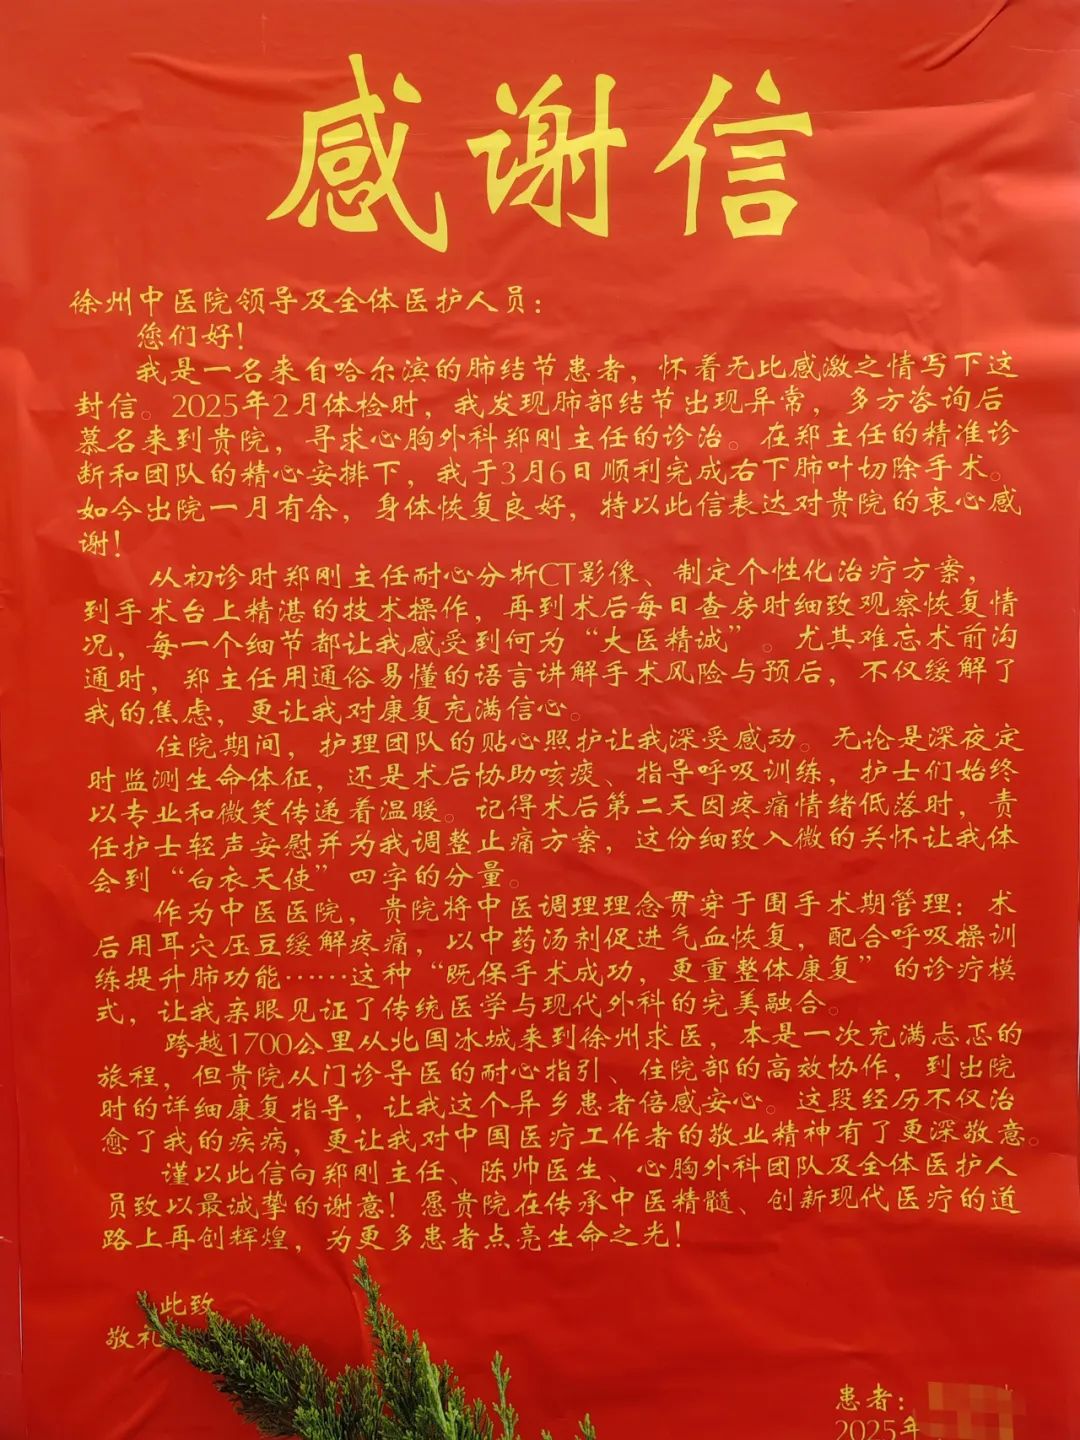 感谢信
徐州中医院领导及全体医护人员：
您们好！
我是一名来自哈尔滨的肺结节患者，怀着无比感激之情写下这
封信。2025年2月体检时，我发现肺部结节出现异常，多方咨询后
慕名来到贵院，寻求心胸外科郑刚主任的诊治。在郑主任的精准诊
断和团队的精心安排下，我于3月6日顺利完成右下肺叶切除手术。
如今出院一月有余，身体恢复良好，特以此信表达对贵院的衷心感
谢！
从初诊时郑刚主任耐心分析CT影像、制定个性化治疗方案，
到手术台上精湛的技术操作，再到术后每日查房时细致观察恢复情
况，每一个细节都让我感受到何为“大医精诚”。尤其难忘术前沟
通时，郑主任用通俗易懂的语言讲解手术风险与预后，不仅缓解了
我的焦虑，更让我对康复充满信心。
住院期间，护理团队的贴心照护让我深受感动。无论是深夜定
时监测生命体征，还是术后协助咳痰、指导呼吸训练，护士们始终
以专业和微笑传递着温暖。记得术后第二天因疼痛情绪低落时，责
任护士轻声安慰并为我调整止痛方案，这份细致入微的关怀让我体
会到“白衣天使”四字的分量。
作为中医医院，贵院将中医调理理念贯穿于围手术期管理：术
后用耳穴压豆缓解疼痛，以中药汤剂促进气血恢复，配合呼吸操训
练提升肺功能……这种“既保手术成功，更重整体康复”的诊疗模
式，让我亲眼见证了传统医学与现代外科的完美融合。
跨越1700公里从北国冰城来到徐州求医，本是一次充满忐忑的
旅程，但贵院从门诊导医的耐心指引、住院部的高效协作，到出院
时的详细康复指导，让我这个异乡患者倍感安心。这段经历不仅治
愈了我的疾病，更让我对中国医疗工作者的敬业精神有了更深敬意。
谨以此信向郑刚主任、陈帅医生、心胸外科团队及全体医护人
员致以最诚挚的谢意！愿贵院在传承中医精髓、创新现代医疗的道
路上再创辉煌，为更多患者点亮生命之光！
此致
敬礼
患者：
2025年